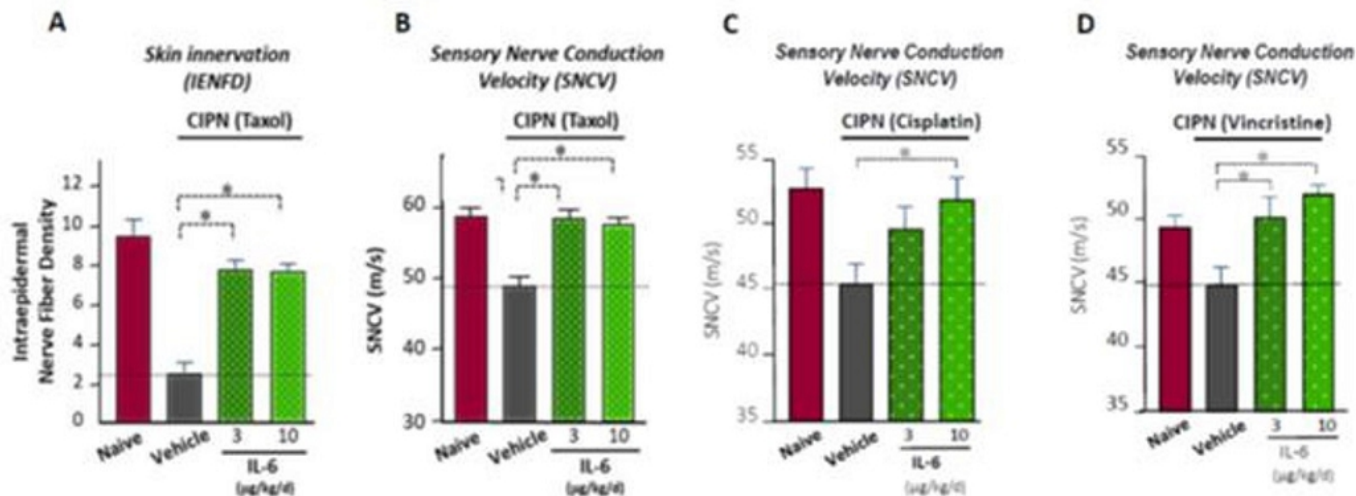 A
Skin innervation
(IENFD)
CIPN (Taxol)
Intraepidermal
Nerve Fiber Density
12
10
8
6
4
2
0
*
*
Naive
Vehicle
3
10
IL-6
(µg/kg/d)
B
Sensory Nerve Conduction
Velocity (SNCV)
CIPN (Taxol)
SNCV (m/s)
60
50
40
30
*
*
Naive
Vehicle
3
10
IL-6
(µg/kg/d)
C
Sensory Nerve Conduction
Velocity (SNCV)
CIPN (Cisplatin)
SNCV (m/s)
55
50
45
40
35
*
Naive
Vehicle
3
10
IL-6
(µg/kg/d)
D
Sensory Nerve Conduction
Velocity (SNCV)
CIPN (Vincristine)
SNCV (m/s)
55
50
45
40
35
*
*
Naive
Vehicle
3
10
IL-6
(µg/kg/d)